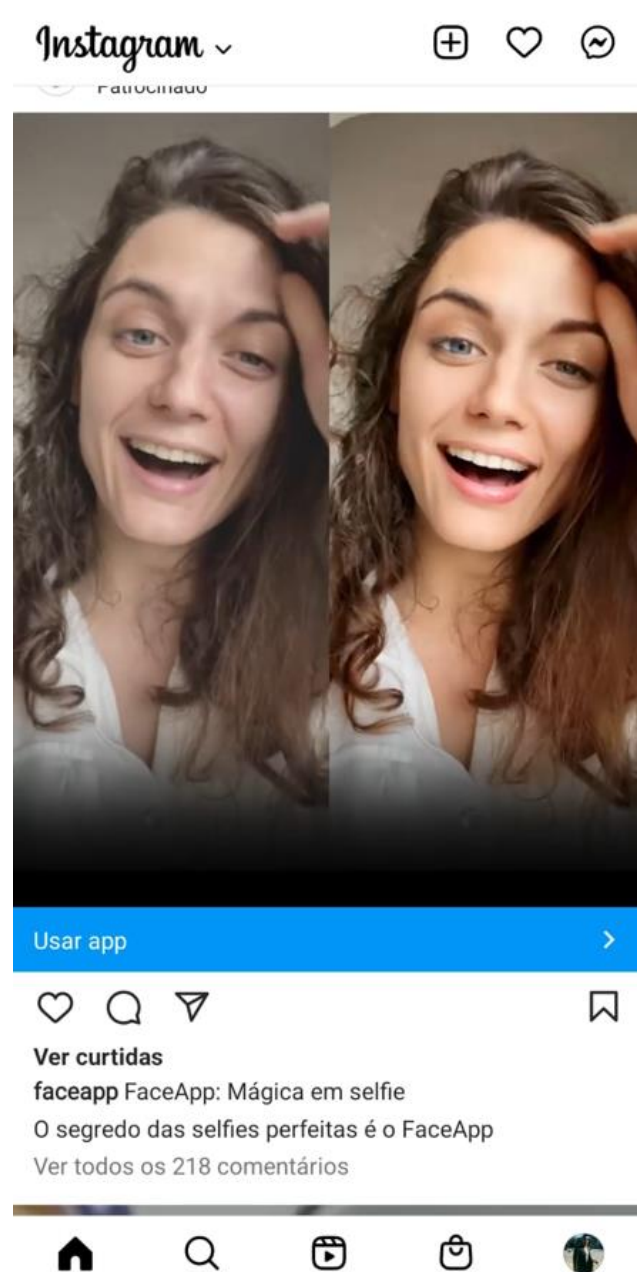 Instagram
Patrocinado
Usar app
Ver curtidas
faceapp FaceApp: Mágica em selfie
O segredo das selfies perfeitas é o FaceApp
Ver todos os 218 comentários